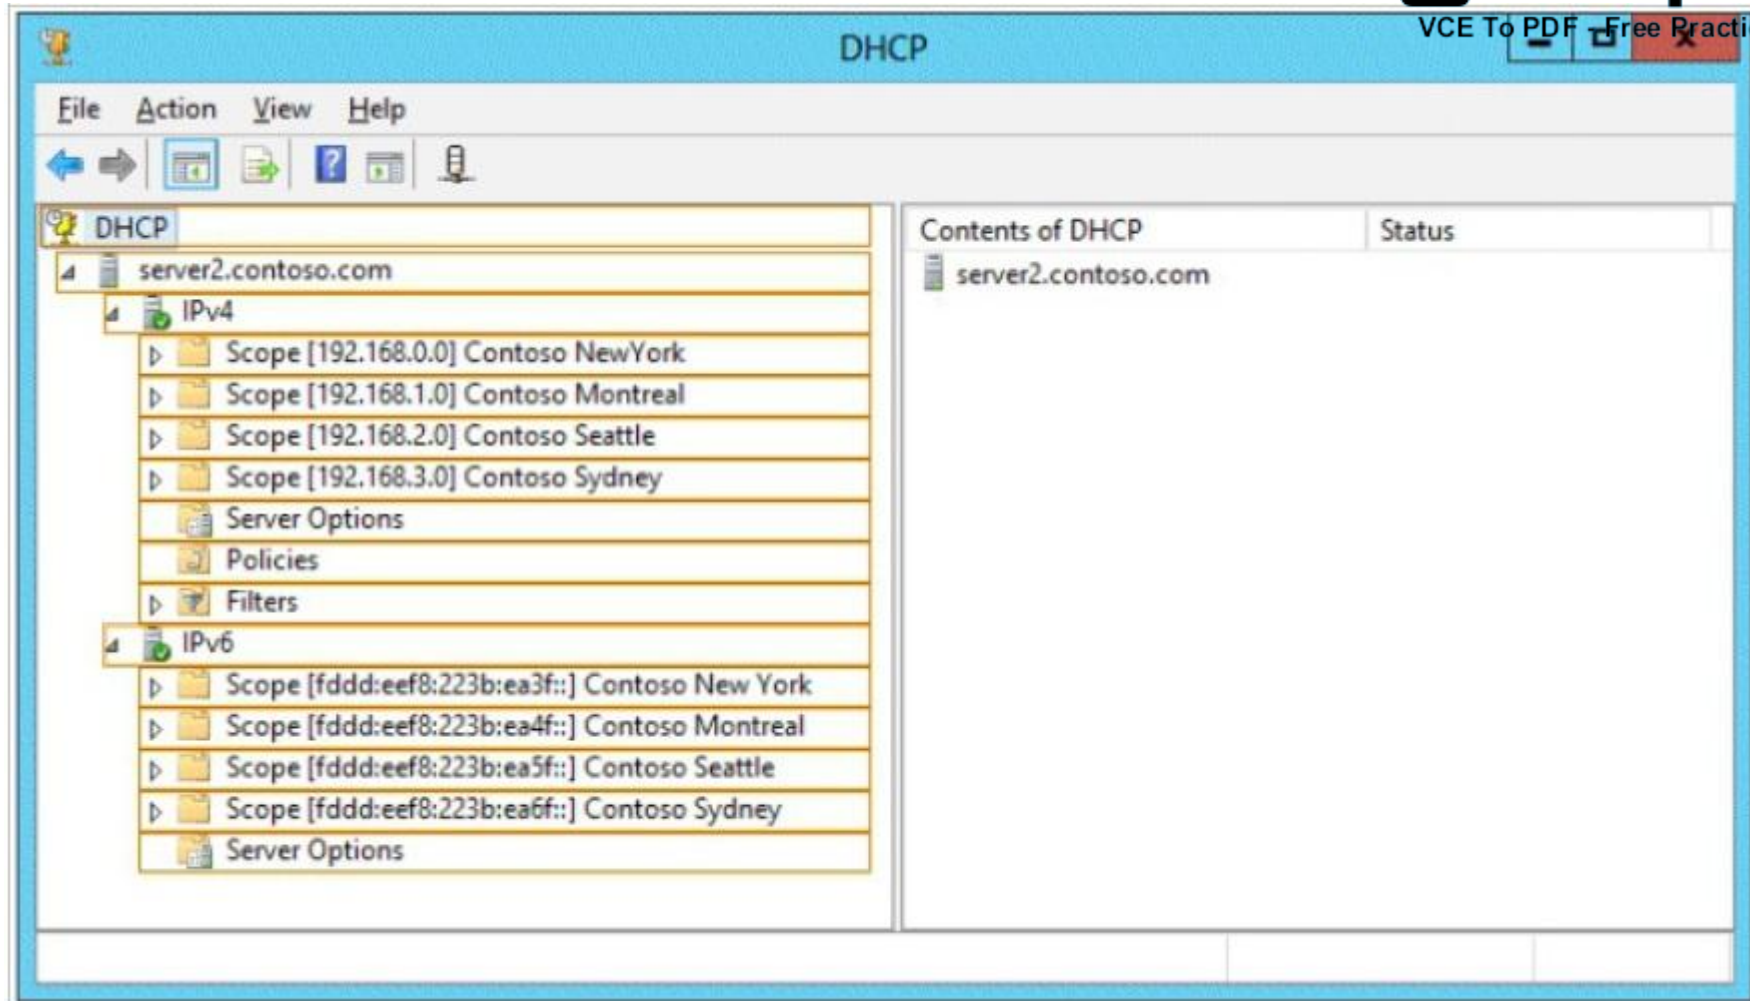 VCE To PDF - Free Practi
DHCP
File Action View Help
DHCP
server2.contoso.com
IPv4
Scope [192.168.0.0] Contoso NewYork
Scope [192.168.1.0] Contoso Montreal
Scope [192.168.2.0] Contoso Seattle
Scope [192.168.3.0] Contoso Sydney
Server Options
Policies
Filters
IPv6
Scope [fddd:eef8:223b:ea3f::] Contoso New York
Scope [fddd:eef8:223b:ea4f::] Contoso Montreal
Scope [fddd:eef8:223b:ea5f::] Contoso Seattle
Scope [fddd:eef8:223b:ea6f::] Contoso Sydney
Server Options
Contents of DHCP Status
server2.contoso.com